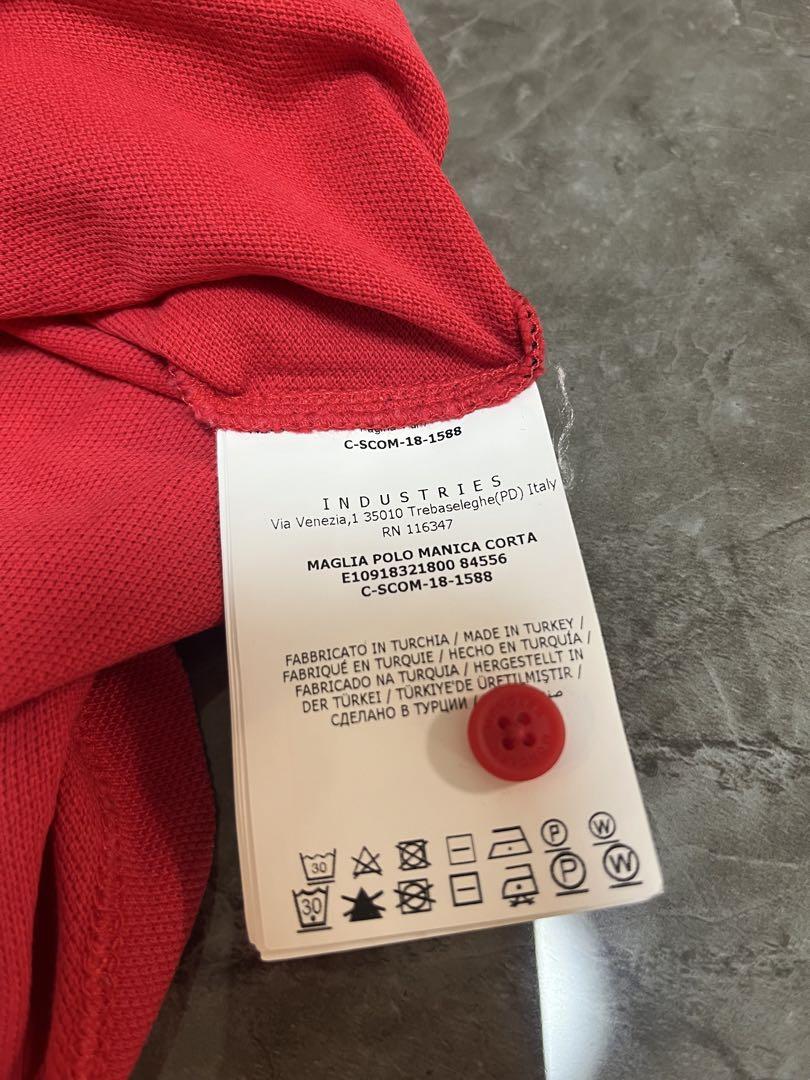 C-SCOM-18-1588
INDUSTRIES
Via Venezia,1 35010 Trebaseleghe(PD) Italy
RN 116347
MAGLIA POLO MANICA CORTA
E10918321800 84556
C-SCOM-18-1588
FABBRICATO IN TURCHIA / MADE IN TURKEY /
FABRIQUÉ EN TURQUIE / HECHO EN TURQUÍA /
FABRICADO NA TURQUIA / HERGESTELLT IN
DER TÜRKEI / TÜRKİYE'DE ÜRETILMIŞTIR /
СДЕЛАНО В ТУРЦИИ /
30 P W
30 P W